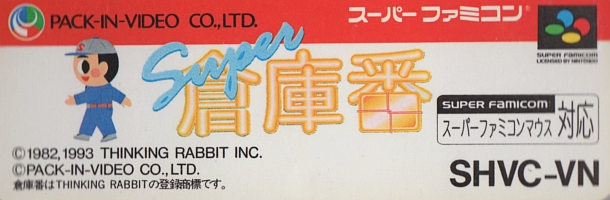 PACK-IN-VIDEO CO.,LTD.
スーパーファミコン®
SUPER FAMICOM
LICENSED BY NINTENDO
Super
倉庫番
SUPER FAMICOM
スーパーファミコンマウス対応
©1982,1993 THINKING RABBIT INC.
©PACK-IN-VIDEO CO.,LTD.
倉庫番はTHINKING RABBITの登録商標です。
SHVC-VN